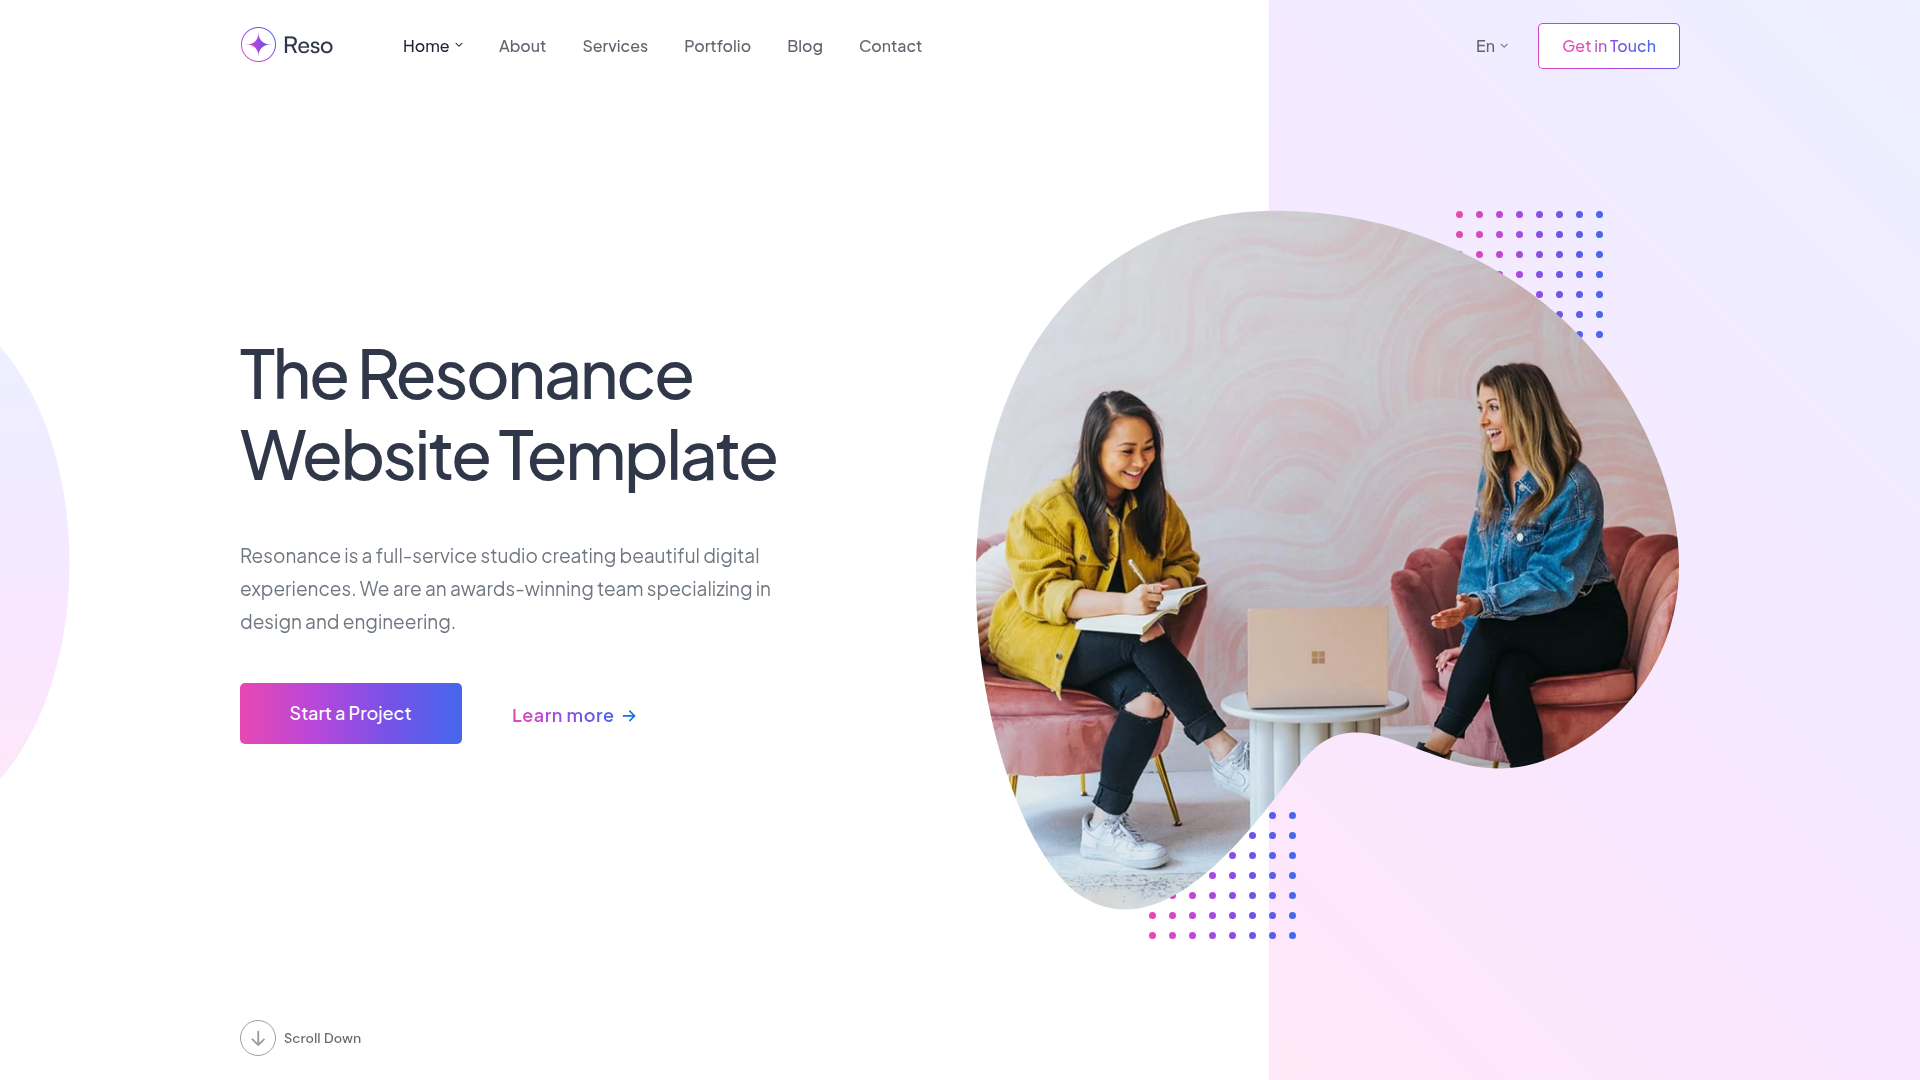 Reso
Home
About
Services
Portfolio
Blog
Contact
En
Get in Touch
The Resonance
Website Template
Resonance is a full-service studio creating beautiful digital
experiences. We are an awards-winning team specializing in
design and engineering.
Start a Project
Learn more
Scroll Down